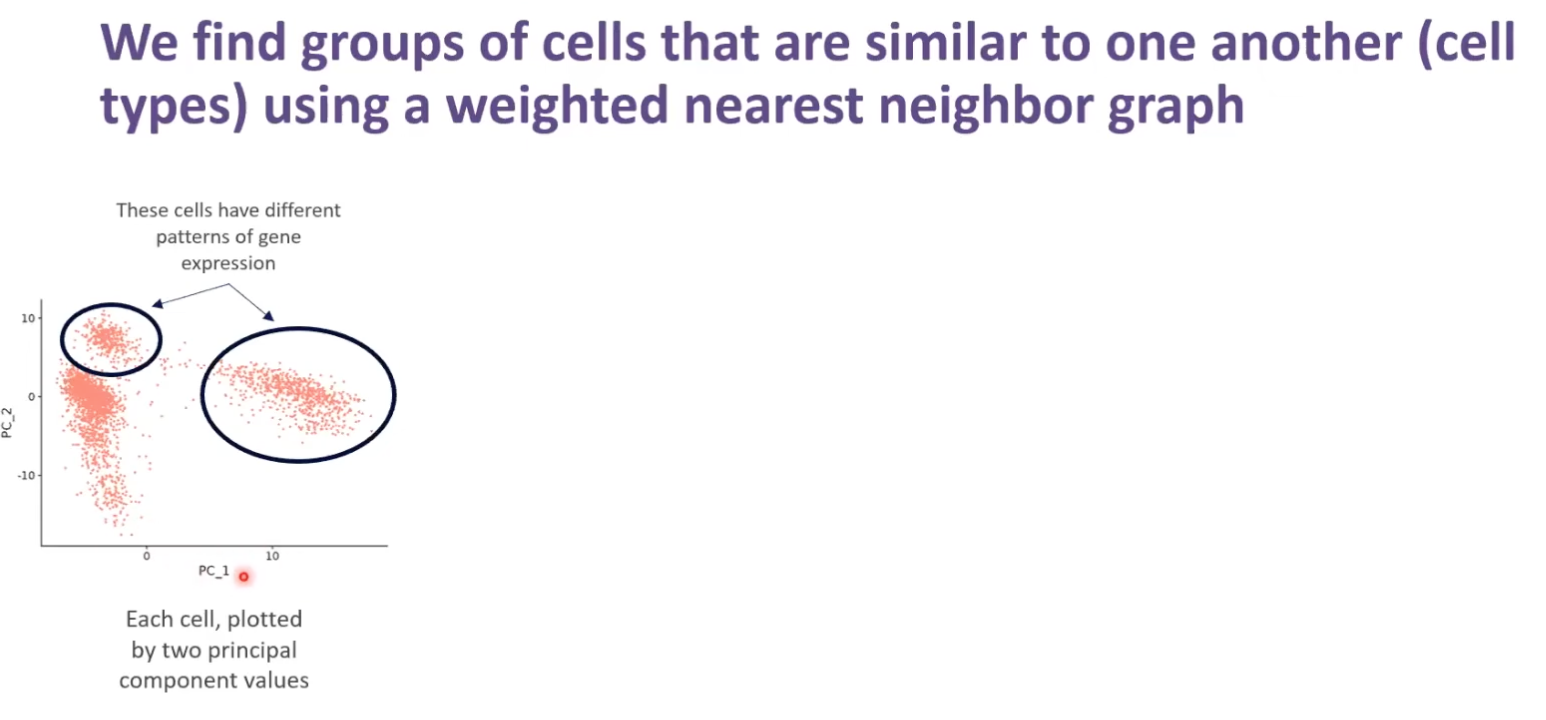 We find groups of cells that are similar to one another (cell
types) using a weighted nearest neighbor graph
These cells have different
patterns of gene
expression
10
0
-10
PC_2
0
10
PC_1
Each cell, plotted
by two principal
component values